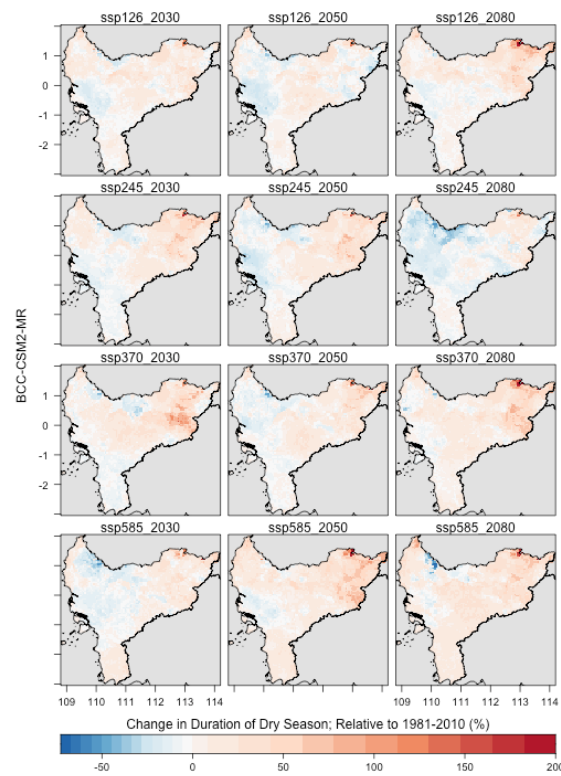 ssp126_2030 ssp126_2050 ssp126_2080
1
0
-1
-2
ssp245_2030 ssp245_2050 ssp245_2080
BCC-CSM2-MR
ssp370_2030 ssp370_2050 ssp370_2080
1
0
-1
-2
ssp585_2030 ssp585_2050 ssp585_2080
109 110 111 112 113 114 109 110 111 112 113 114
Change in Duration of Dry Season; Relative to 1981-2010 (%)
-50 0 50 100 150 200